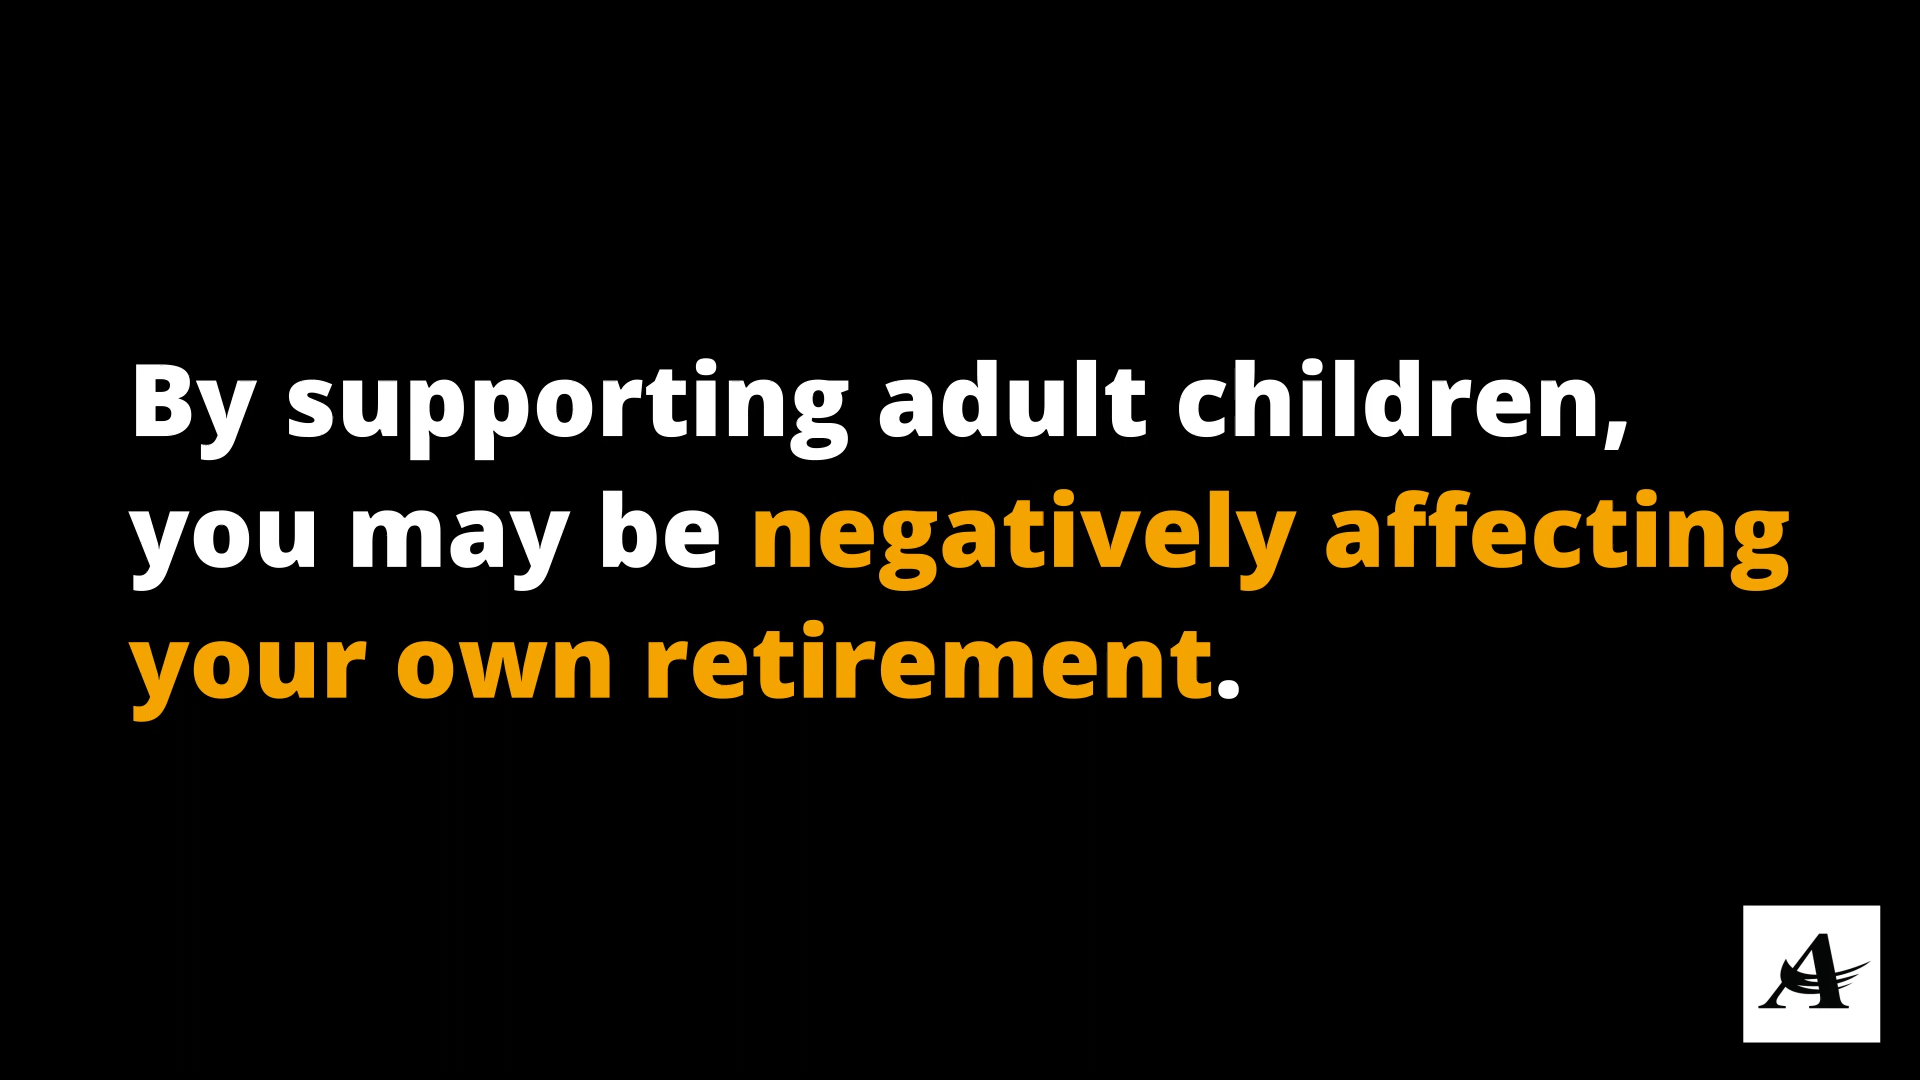 By supporting adult children,
you may be negatively affecting
your own retirement.
A